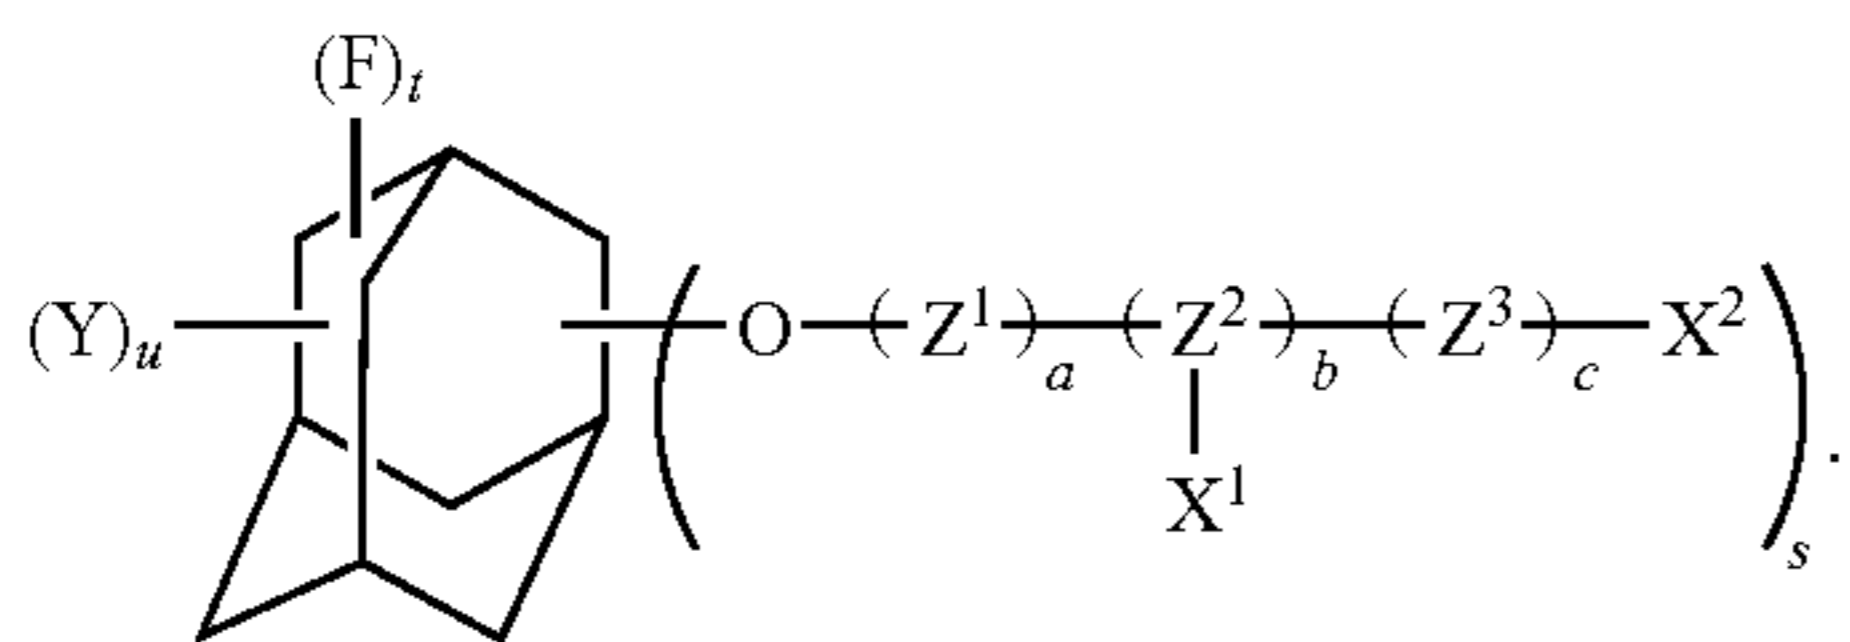 (F)t
(Y)u O (Z¹)a (Z²)b (Z³)c X² s.
X¹